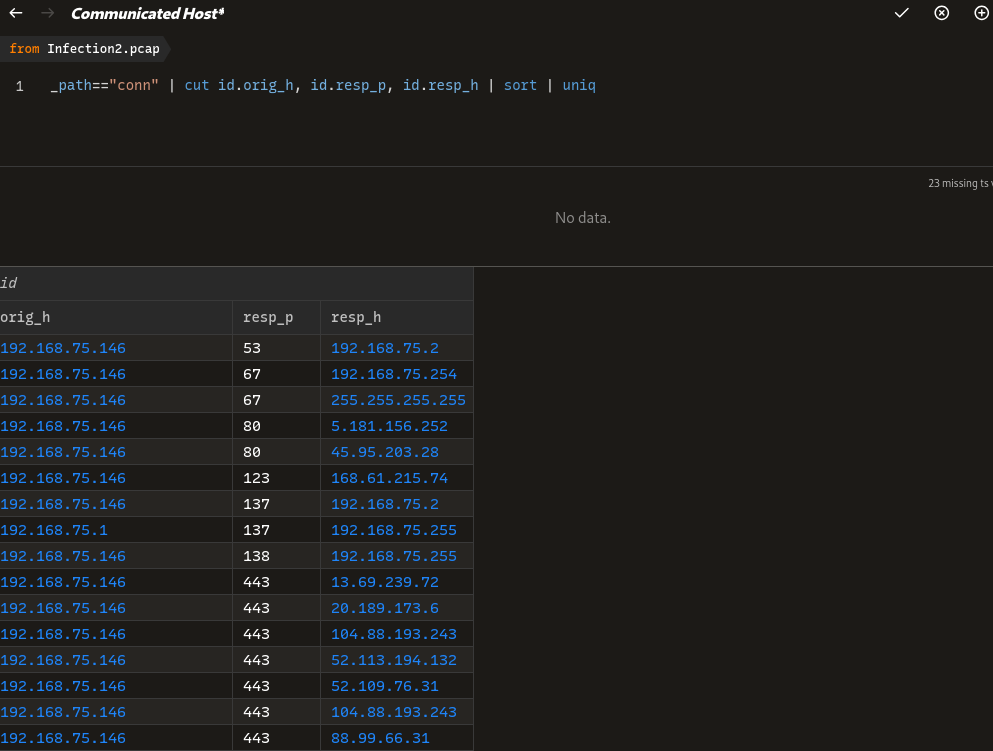 Communicated Host*
from Infection2.pcap
1 _path=="conn" | cut id.orig_h, id.resp_p, id.resp_h | sort | uniq
23 missing ts
No data.
id
orig_h resp_p resp_h
192.168.75.146 53 192.168.75.2
192.168.75.146 67 192.168.75.254
192.168.75.146 67 255.255.255.255
192.168.75.146 80 5.181.156.252
192.168.75.146 80 45.95.203.28
192.168.75.146 123 168.61.215.74
192.168.75.146 137 192.168.75.2
192.168.75.1 137 192.168.75.255
192.168.75.146 138 192.168.75.255
192.168.75.146 443 13.69.239.72
192.168.75.146 443 20.189.173.6
192.168.75.146 443 104.88.193.243
192.168.75.146 443 52.113.194.132
192.168.75.146 443 52.109.76.31
192.168.75.146 443 104.88.193.243
192.168.75.146 443 88.99.66.31